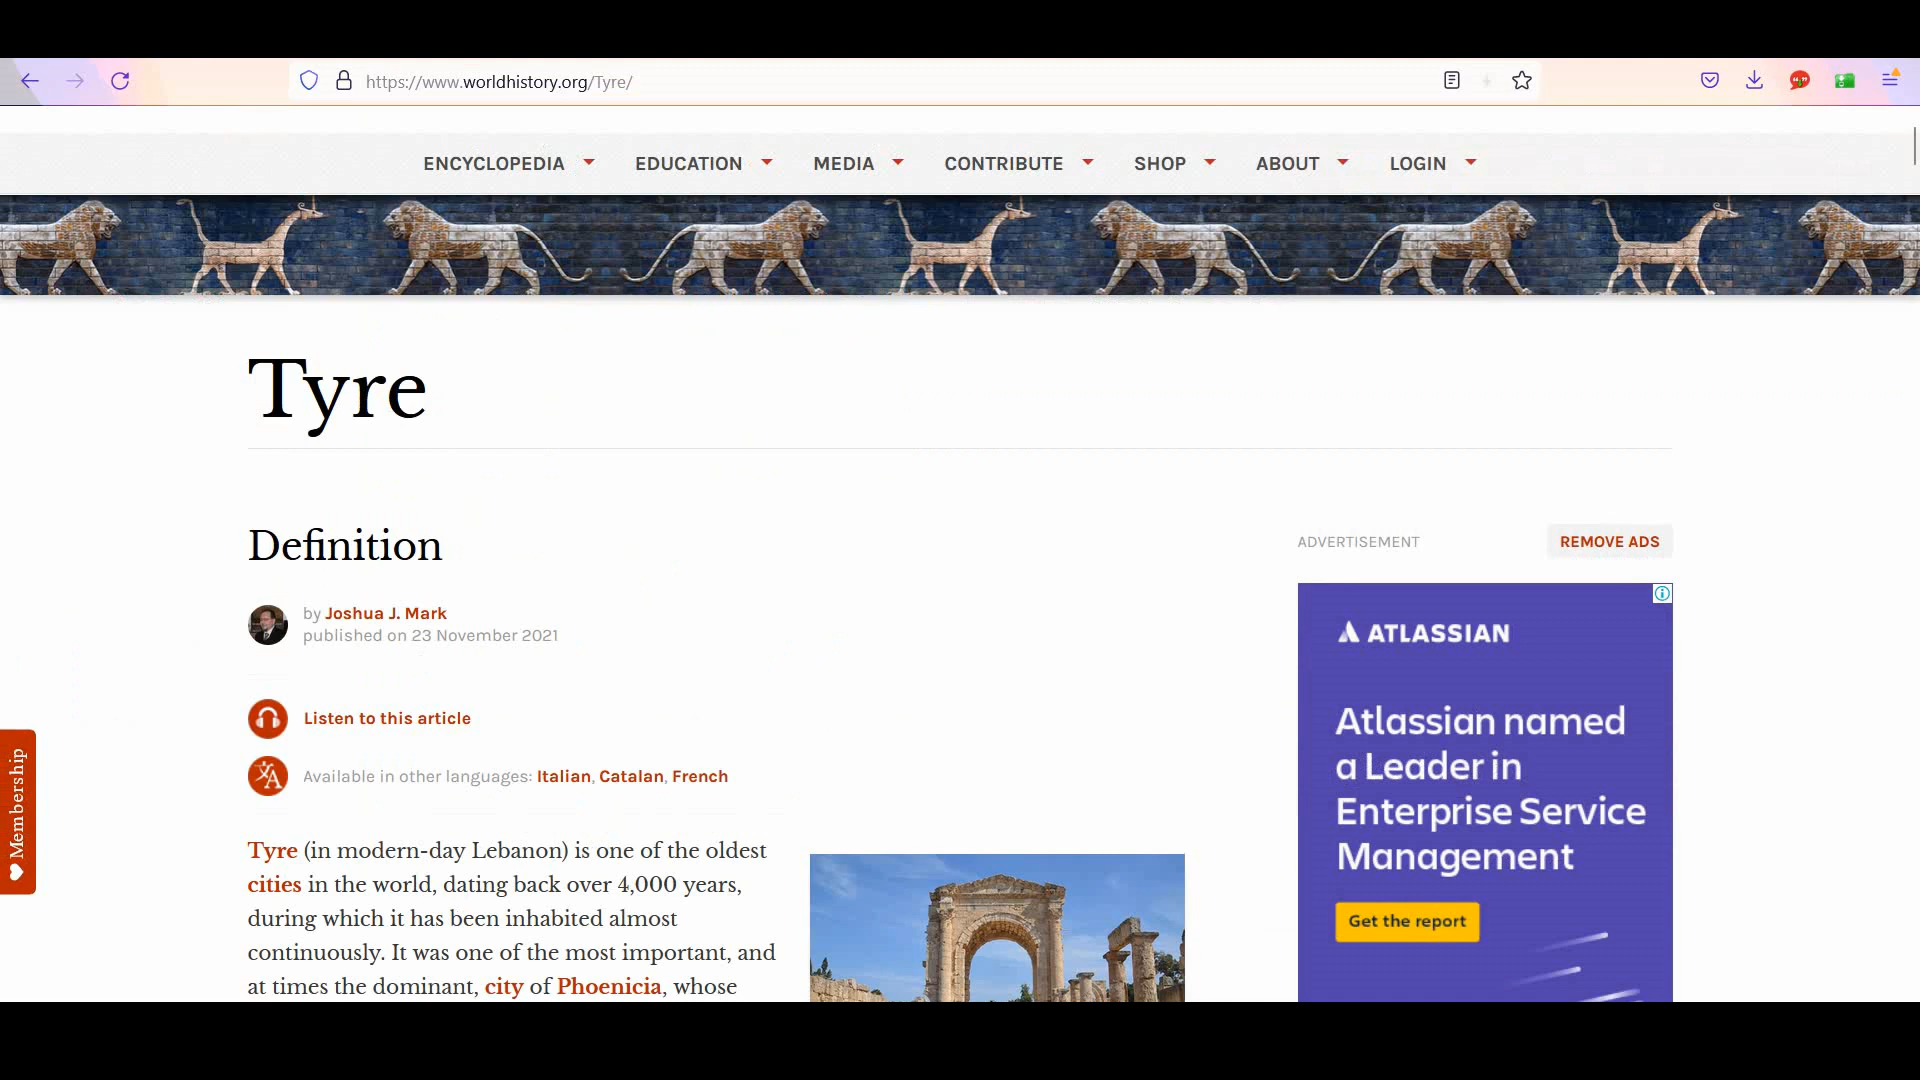 https://www.worldhistory.org/Tyre/
ENCYCLOPEDIA EDUCATION MEDIA CONTRIBUTE SHOP ABOUT LOGIN
Tyre
Definition
by Joshua J. Mark
published on 23 November 2021
Listen to this article
Available in other languages: Italian, Catalan, French
Tyre (in modern-day Lebanon) is one of the oldest
cities in the world, dating back over 4,000 years,
during which it has been inhabited almost
continuously. It was one of the most important, and
at times the dominant, city of Phoenicia, whose
ADVERTISEMENT REMOVE ADS
ATLASSIAN
Atlassian named
a Leader in
Enterprise Service
Management
Get the report
Membership